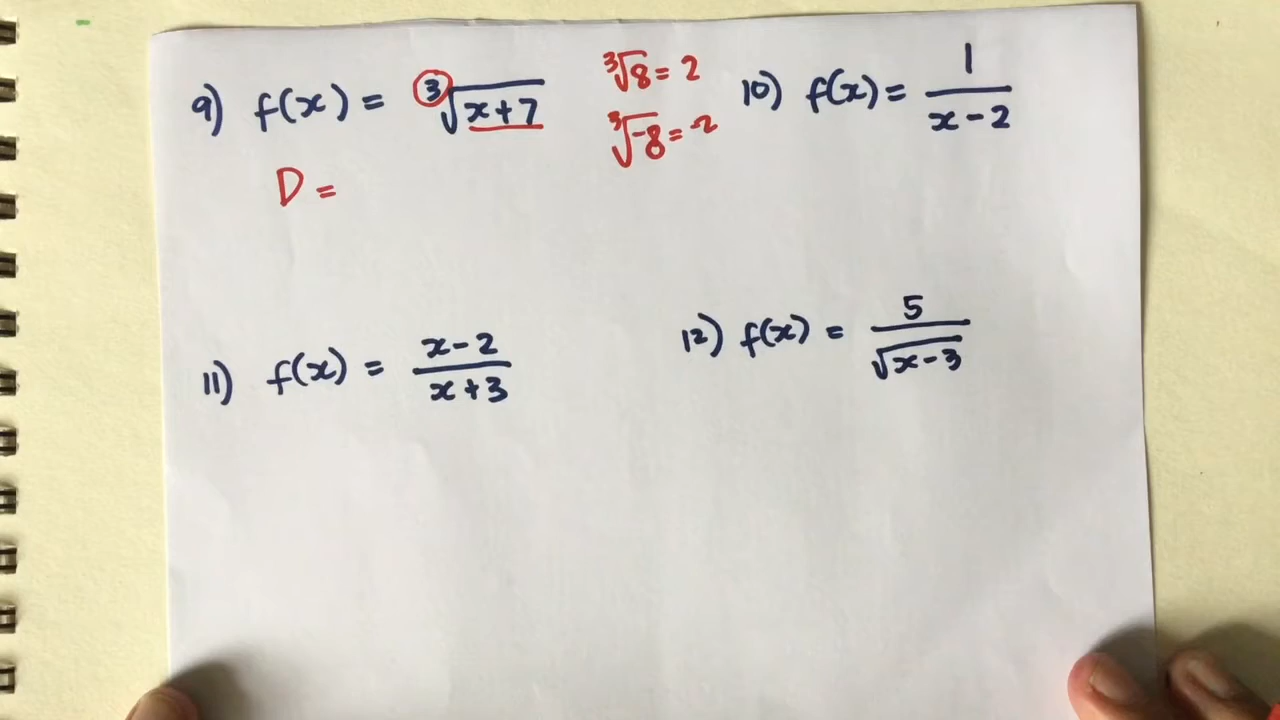 9) f(x) = ∛(x+7)
∛8 = 2
∛-8 = -2
D =
10) f(x) = 1/(x-2)
11) f(x) = (x-2)/(x+3)
12) f(x) = 5/√(x-3)